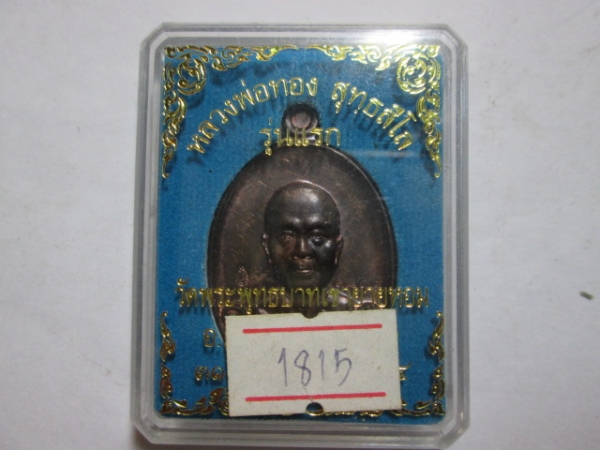 หลวงพ่อทอง สุทธสีโล
รุ่นแรก
วัดพระพุทธบาทเขายายหอม
อ.
1815